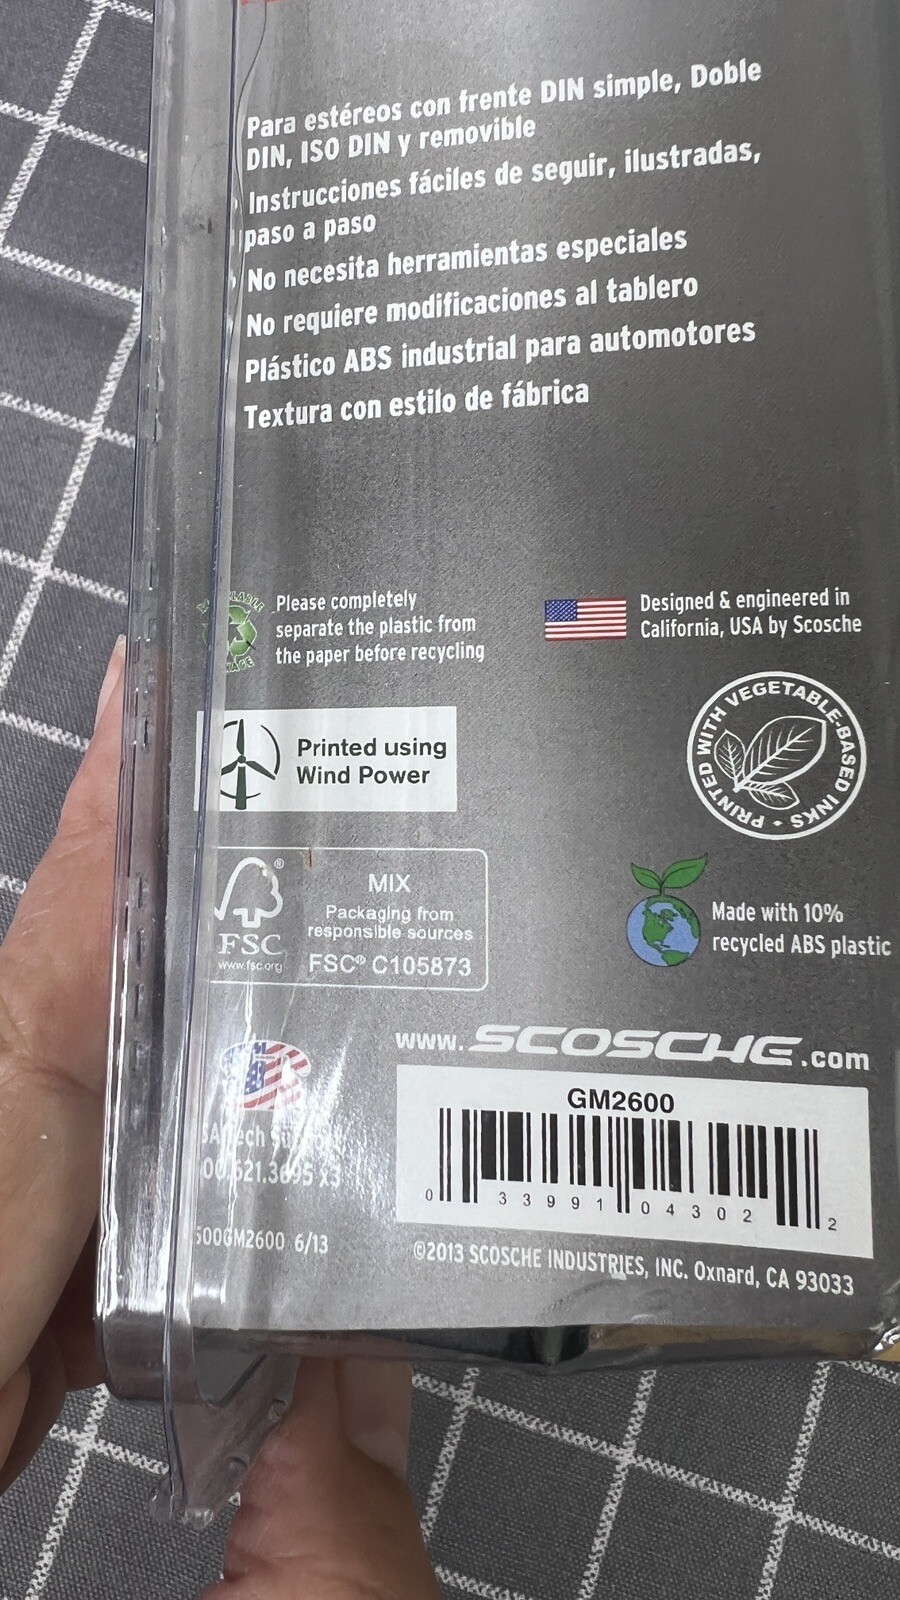 Para estéreos con frente DIN simple, Doble
DIN, ISO DIN y removible
Instrucciones fáciles de seguir, ilustradas,
paso a paso
No necesita herramientas especiales
No requiere modificaciones al tablero
Plástico ABS industrial para automotores
Textura con estilo de fábrica
Please completely
separate the plastic from
the paper before recycling
Designed & engineered in
California, USA by Scosche
Printed using
Wind Power
PRINTED WITH VEGETABLE-BASED INKS •
FSC®
www.fsc.org
MIX
Packaging from
responsible sources
FSC® C105873
Made with 10%
recycled ABS plastic
www.SCOSCHE.com
GM2600
0 33991 04302 2
500GM2600 6/13
©2013 SCOSCHE INDUSTRIES, INC. Oxnard, CA 93033